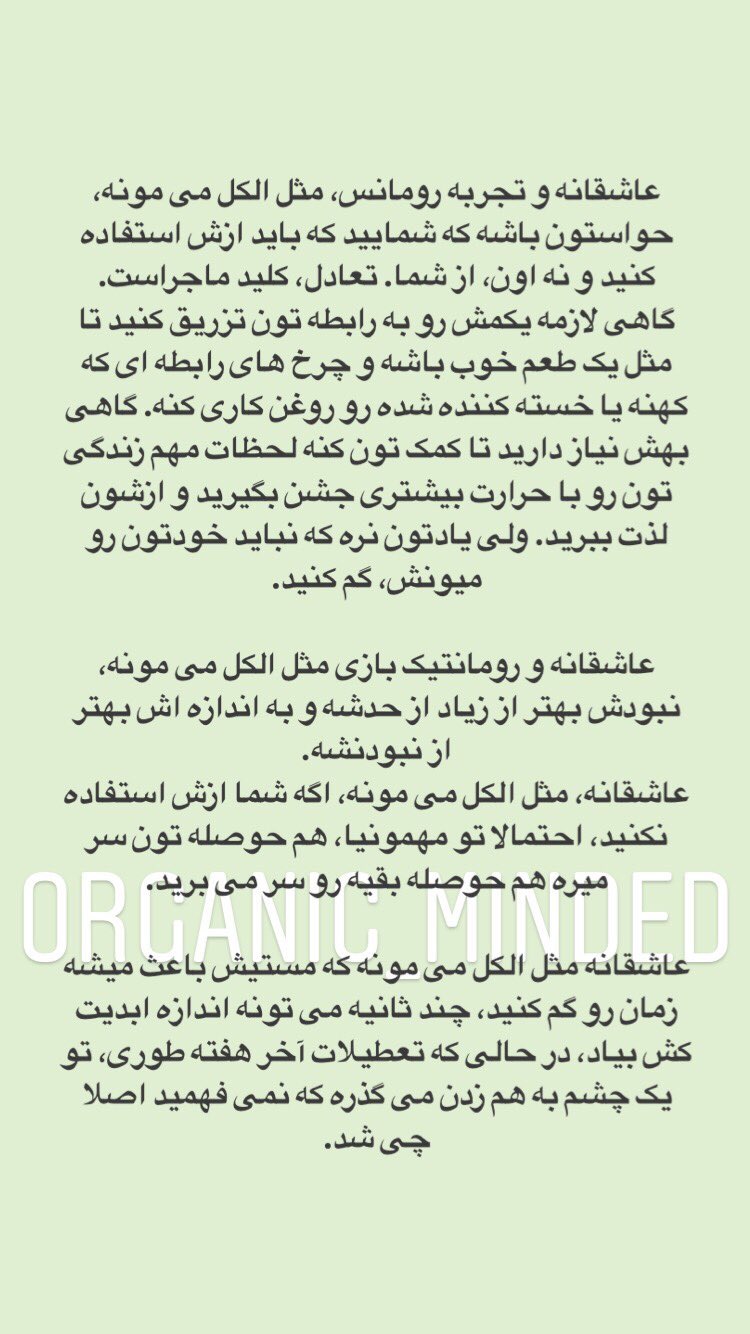 عاشقانه و تجربه رومانس، مثل الکل می مونه،
حواستون باشه که شمایید که باید ازش استفاده
کنید و نه اون، از شما. تعادل، کلید ماجراست.
گاهی لازمه یکمش رو به رابطه تون تزریق کنید تا
مثل یک طعم خوب باشه و چرخ های رابطه ای که
کهنه یا خسته کننده شده رو روغن کاری کنه. گاهی
بهش نیاز دارید تا کمک تون کنه لحظات مهم زندگی
تون رو با حرارت بیشتری جشن بگیرید و ازشون
لذت ببرید. ولی یادتون نره که نباید خودتون رو
میونش، گم کنید.
عاشقانه و رومانتیک بازی مثل الکل می مونه،
نبودش بهتر از زیاد از حدشه و به اندازه اش بهتر
از نبودنشه.
عاشقانه، مثل الکل می مونه، اگه شما ازش استفاده
نکنید، احتمالا تو مهمونیا، هم حوصله تون سر
میره هم حوصله بقیه رو سر می برید.
ORGANIC_MINDED
عاشقانه مثل الکل می مونه که مستیش باعث میشه
زمان رو گم کنید، چند ثانیه می تونه اندازه ابدیت
کش بیاد، در حالی که تعطیلات آخر هفته طوری، تو
یک چشم به هم زدن می گذره که نمی فهمید اصلا
چی شد.